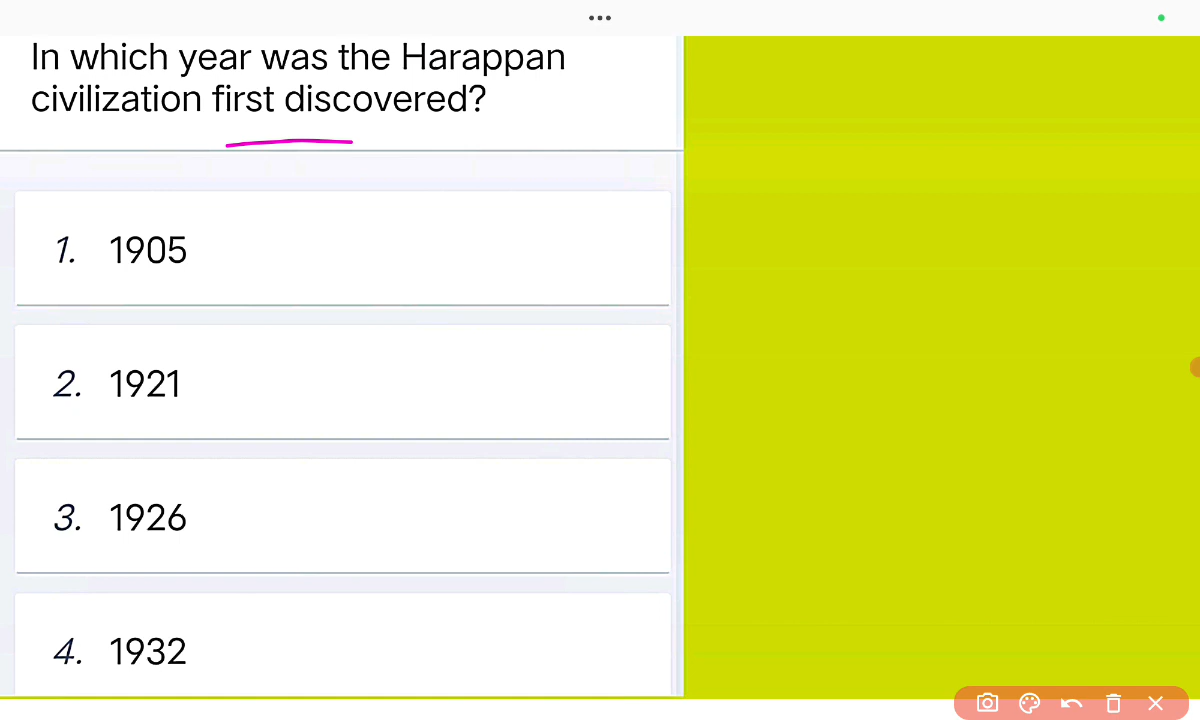 In which year was the Harappan
civilization first discovered?
1. 1905
2. 1921
3. 1926
4. 1932